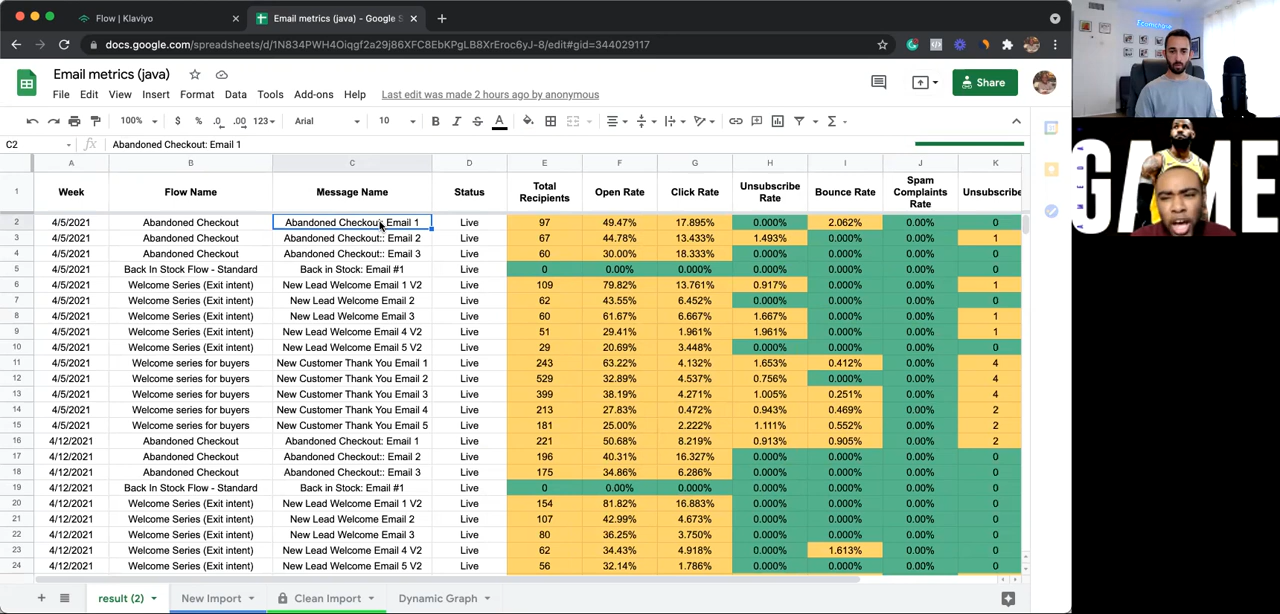 Flow | Klaviyo
Email metrics (java) - Google S
docs.google.com/spreadsheets/d/1N834PWH4Oiqgf2a29j86XFC8EbKPgLB8XrEroc6yJ-8/edit#gid=344029117
Email metrics (java)
File Edit View Insert Format Data Tools Add-ons Help Last edit was made 2 hours ago by anonymous
Share
100% $ % .0 .00 123 Arial 10 B I S A
C2 fx Abandoned Checkout: Email 1
A B C D E F G H I J K
1 Week Flow Name Message Name Status Total Recipients Open Rate Click Rate Unsubscribe Rate Bounce Rate Spam Complaints Rate Unsubscribe
2 4/5/2021 Abandoned Checkout Abandoned Checkout: Email 1 Live 97 49.47% 17.895% 0.000% 2.062% 0.00% 0
3 4/5/2021 Abandoned Checkout Abandoned Checkout:: Email 2 Live 67 44.78% 13.433% 1.493% 0.000% 0.00% 1
4 4/5/2021 Abandoned Checkout Abandoned Checkout:: Email 3 Live 60 30.00% 18.333% 0.000% 0.000% 0.00% 0
5 4/5/2021 Back In Stock Flow - Standard Back in Stock: Email #1 Live 0 0.00% 0.000% 0.000% 0.000% 0.00% 0
6 4/5/2021 Welcome Series (Exit intent) New Lead Welcome Email 1 V2 Live 109 79.82% 13.761% 0.917% 0.000% 0.00% 1
7 4/5/2021 Welcome Series (Exit intent) New Lead Welcome Email 2 Live 62 43.55% 6.452% 0.000% 0.000% 0.00% 0
8 4/5/2021 Welcome Series (Exit intent) New Lead Welcome Email 3 Live 60 61.67% 6.667% 1.667% 0.000% 0.00% 1
9 4/5/2021 Welcome Series (Exit intent) New Lead Welcome Email 4 V2 Live 51 29.41% 1.961% 1.961% 0.000% 0.00% 1
10 4/5/2021 Welcome Series (Exit intent) New Lead Welcome Email 5 V2 Live 29 20.69% 3.448% 0.000% 0.000% 0.00% 0
11 4/5/2021 Welcome series for buyers New Customer Thank You Email 1 Live 243 63.22% 4.132% 1.653% 0.412% 0.00% 4
12 4/5/2021 Welcome series for buyers New Customer Thank You Email 2 Live 529 32.89% 4.537% 0.756% 0.000% 0.00% 4
13 4/5/2021 Welcome series for buyers New Customer Thank You Email 3 Live 399 38.19% 4.271% 1.005% 0.251% 0.00% 4
14 4/5/2021 Welcome series for buyers New Customer Thank You Email 4 Live 213 27.83% 0.472% 0.943% 0.469% 0.00% 2
15 4/5/2021 Welcome series for buyers New Customer Thank You Email 5 Live 181 25.00% 2.222% 1.111% 0.552% 0.00% 2
16 4/12/2021 Abandoned Checkout Abandoned Checkout: Email 1 Live 221 50.68% 8.219% 0.913% 0.905% 0.00% 2
17 4/12/2021 Abandoned Checkout Abandoned Checkout:: Email 2 Live 196 40.31% 16.327% 0.000% 0.000% 0.00% 0
18 4/12/2021 Abandoned Checkout Abandoned Checkout:: Email 3 Live 175 34.86% 6.286% 0.000% 0.000% 0.00% 0
19 4/12/2021 Back In Stock Flow - Standard Back in Stock: Email #1 Live 0 0.00% 0.000% 0.000% 0.000% 0.00% 0
20 4/12/2021 Welcome Series (Exit intent) New Lead Welcome Email 1 V2 Live 154 81.82% 16.883% 0.000% 0.000% 0.00% 0
21 4/12/2021 Welcome Series (Exit intent) New Lead Welcome Email 2 Live 107 42.99% 4.673% 0.000% 0.000% 0.00% 0
22 4/12/2021 Welcome Series (Exit intent) New Lead Welcome Email 3 Live 80 36.25% 3.750% 0.000% 0.000% 0.00% 0
23 4/12/2021 Welcome Series (Exit intent) New Lead Welcome Email 4 V2 Live 62 34.43% 4.918% 0.000% 1.613% 0.00% 0
24 4/12/2021 Welcome Series (Exit intent) New Lead Welcome Email 5 V2 Live 56 32.14% 1.786% 0.000% 0.000% 0.00% 0
result (2) New Import Clean Import Dynamic Graph
GAME